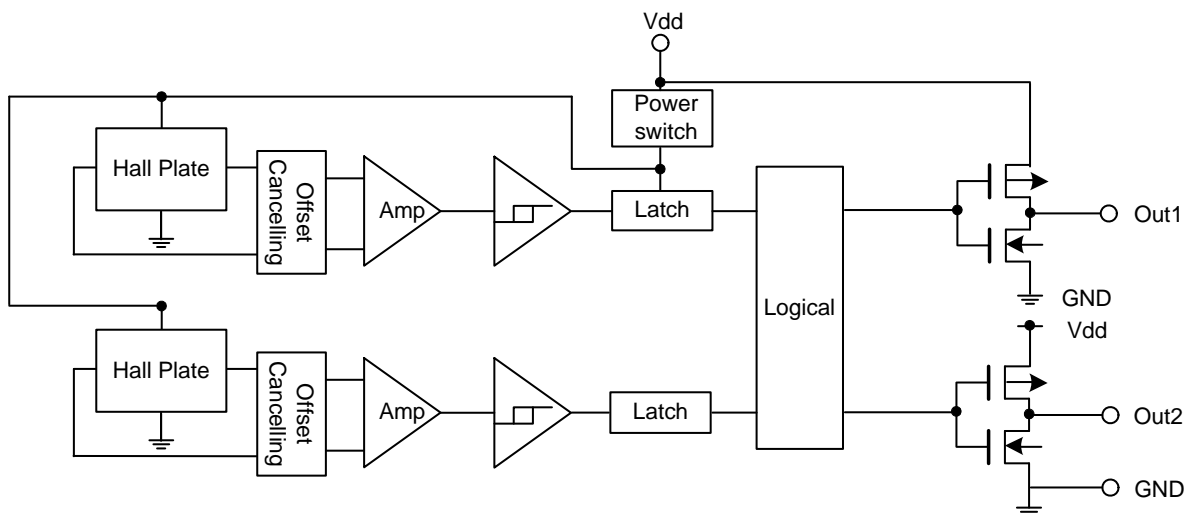 Vdd
Power
switch
Hall Plate
Offset
Cancelling
Amp
Latch
Out1
GND
Logical
Vdd
Hall Plate
Offset
Cancelling
Amp
Latch
Out2
GND